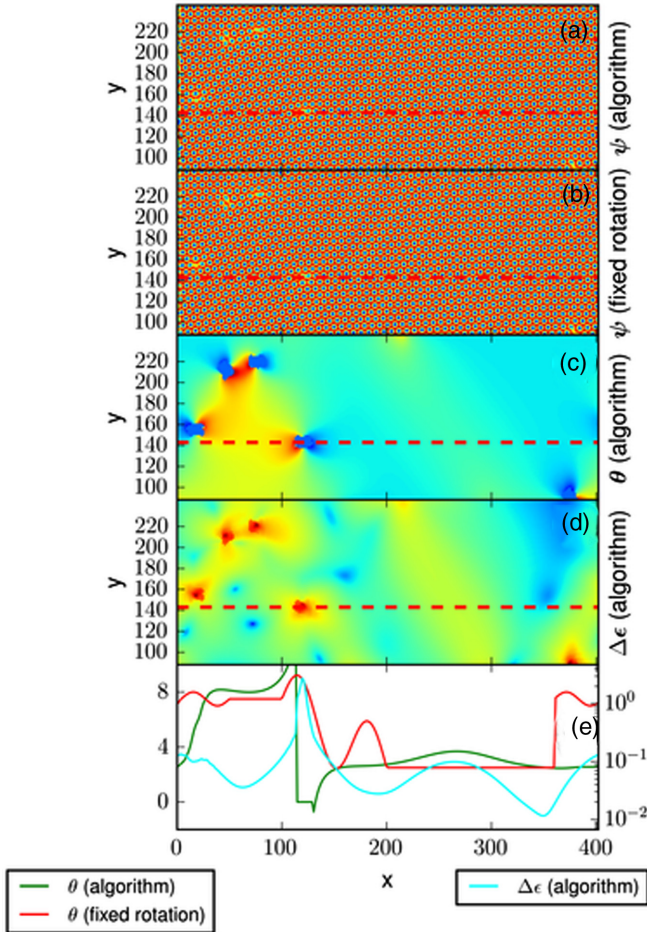 220
200
180
160
140
120
100
y
(a)
ψ (algorithm)
220
200
180
160
140
120
100
y
(b)
ψ (fixed rotation)
220
200
180
160
140
120
100
y
(c)
θ (algorithm)
220
200
180
160
140
120
100
y
(d)
Δϵ (algorithm)
8
4
0
(e)
10⁰
10⁻¹
10⁻²
0 100 200 300 400
x
θ (algorithm)
θ (fixed rotation)
Δϵ (algorithm)